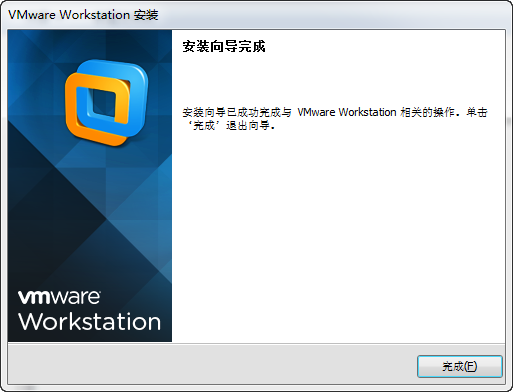 VMware Workstation 安装
安装向导完成
安装向导已成功完成与 VMware Workstation 相关的操作。单击
‘完成’退出向导。
vmware
Workstation
完成(F)